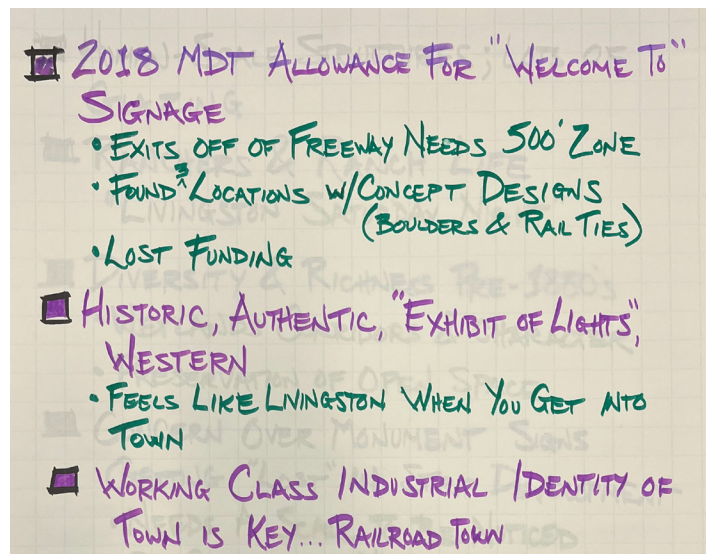 2018 MDT ALLOWANCE FOR "WELCOME TO"
SIGNAGE
• EXITS OFF OF FREEWAY NEEDS 500' ZONE
• FOUND 3 LOCATIONS W/CONCEPT DESIGNS
(BOULDERS & RAIL TIES)
• LOST FUNDING
HISTORIC, AUTHENTIC, "EXHIBIT OF LIGHTS",
WESTERN
• FEELS LIKE LIVINGSTON WHEN YOU GET INTO
TOWN
WORKING CLASS INDUSTRIAL IDENTITY OF
TOWN IS KEY... RAILROAD TOWN